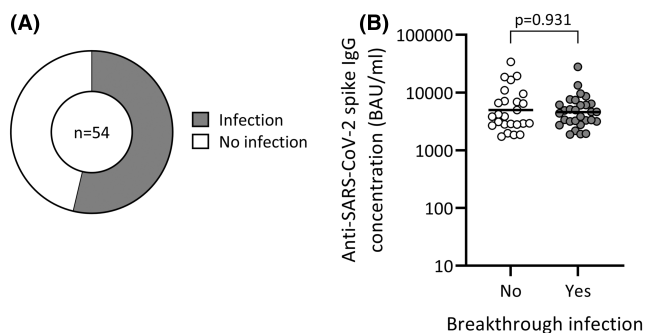 (A)
n=54
Infection
No infection
(B)
p=0.931
Anti-SARS-CoV-2 spike IgG
concentration (BAU/ml)
100000
10000
1000
100
10
No Yes
Breakthrough infection